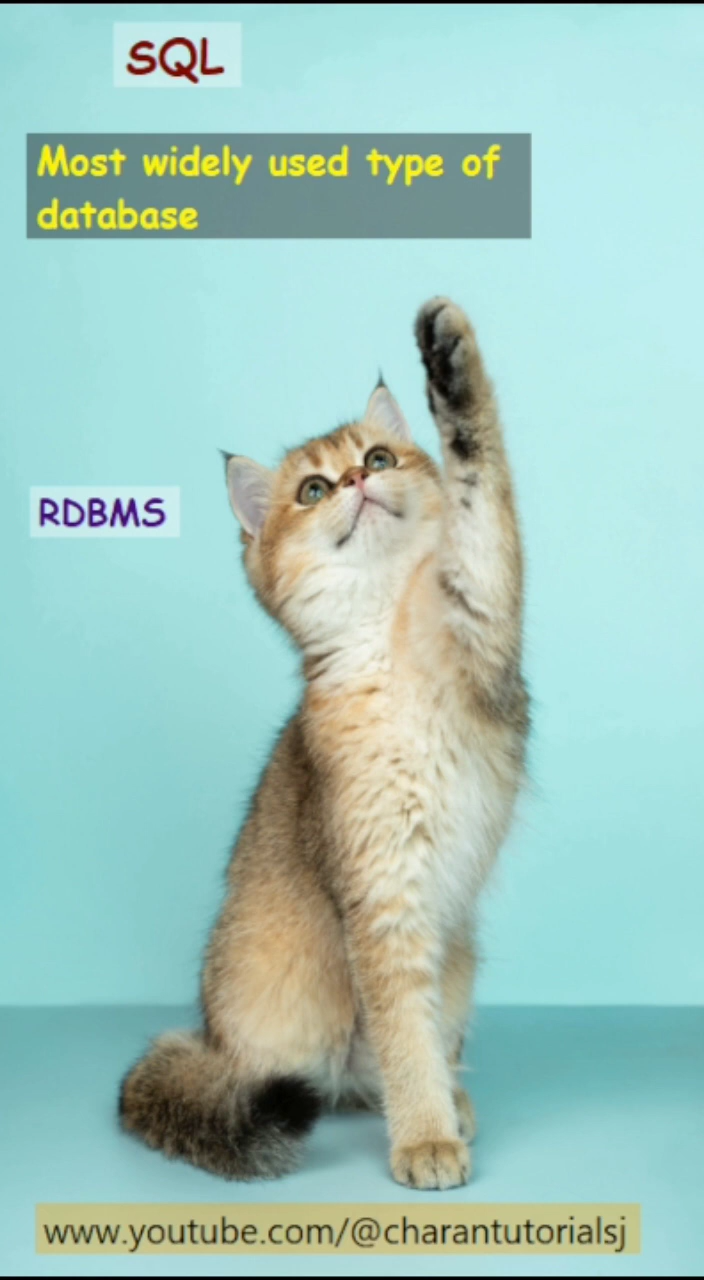 SQL
Most widely used type of
database
RDBMS
www.youtube.com/@charantutorialsj